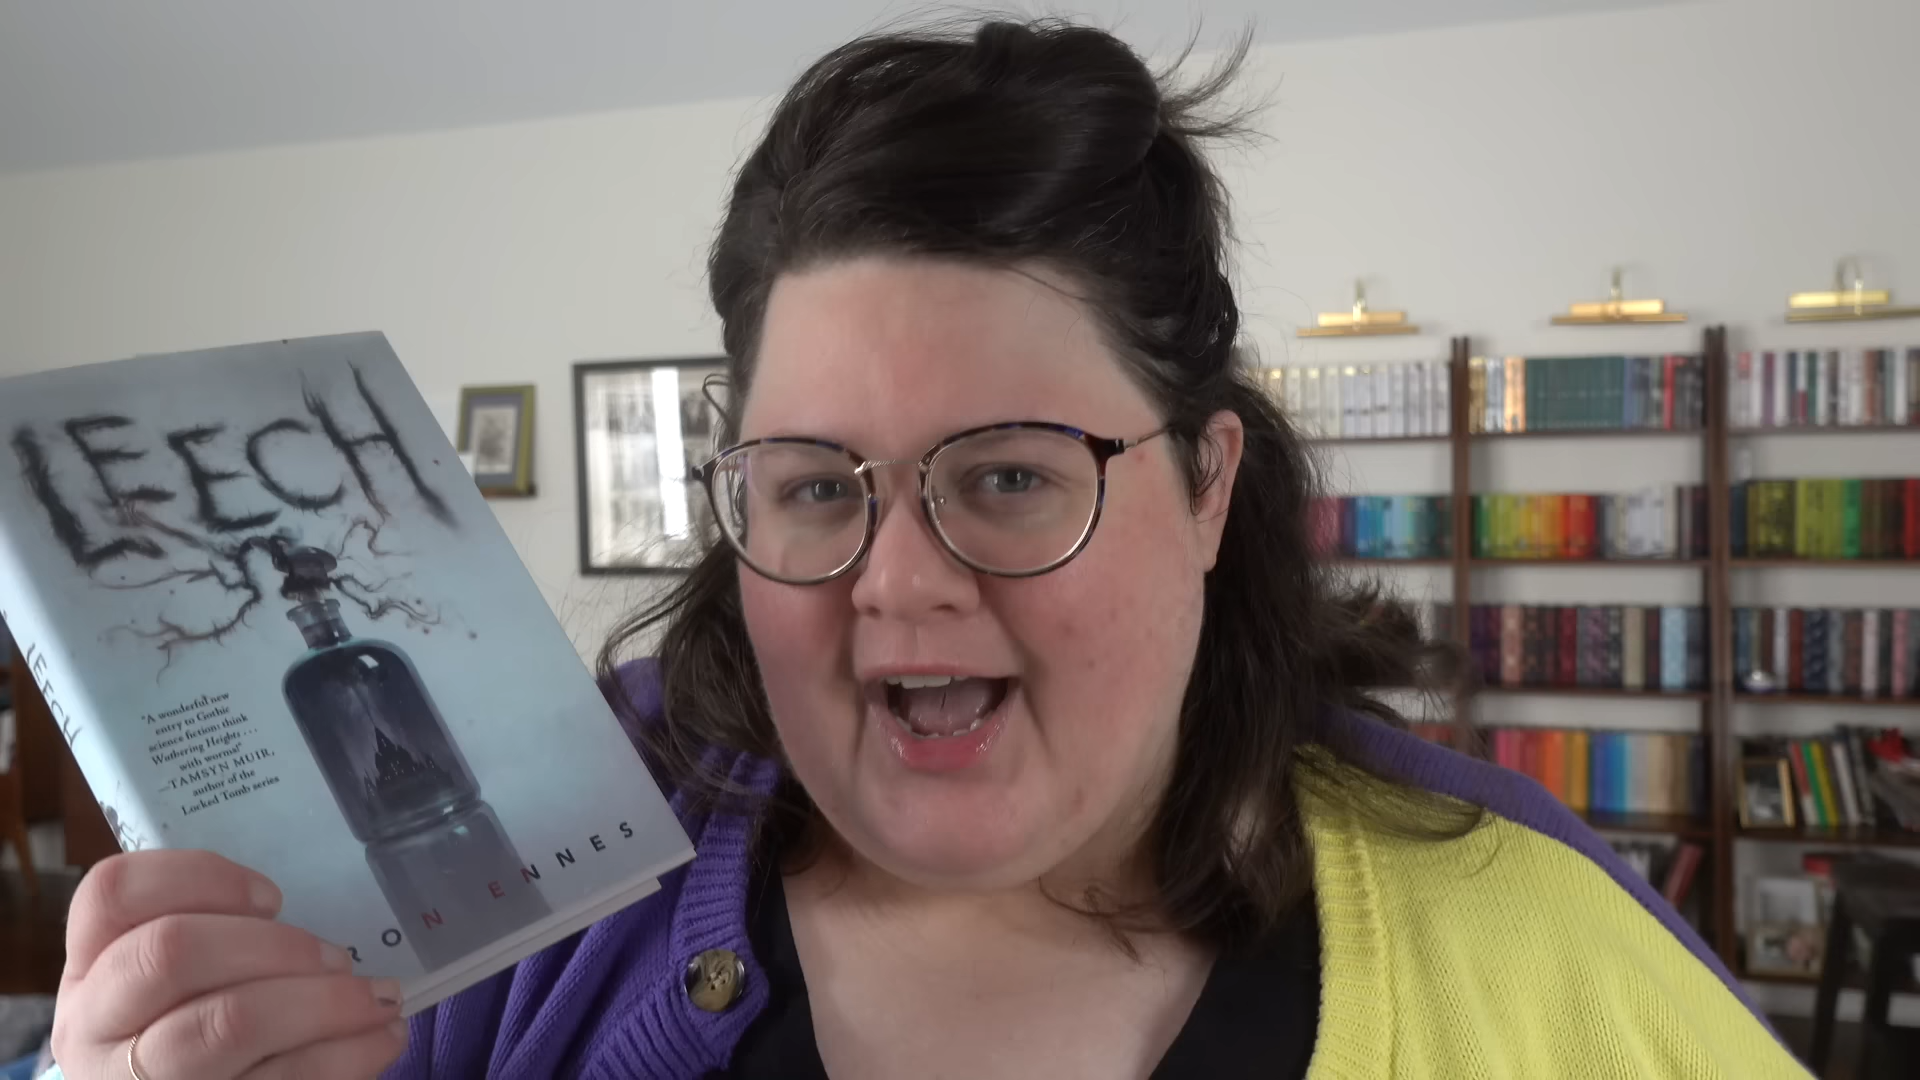 LEECH
"A wonderful new
entry to Gothic
science fiction: think
Wuthering Heights . . .
with worms!"
—TAMSYN MUIR,
author of the
Locked Tomb series
RON ENNES
LEECH